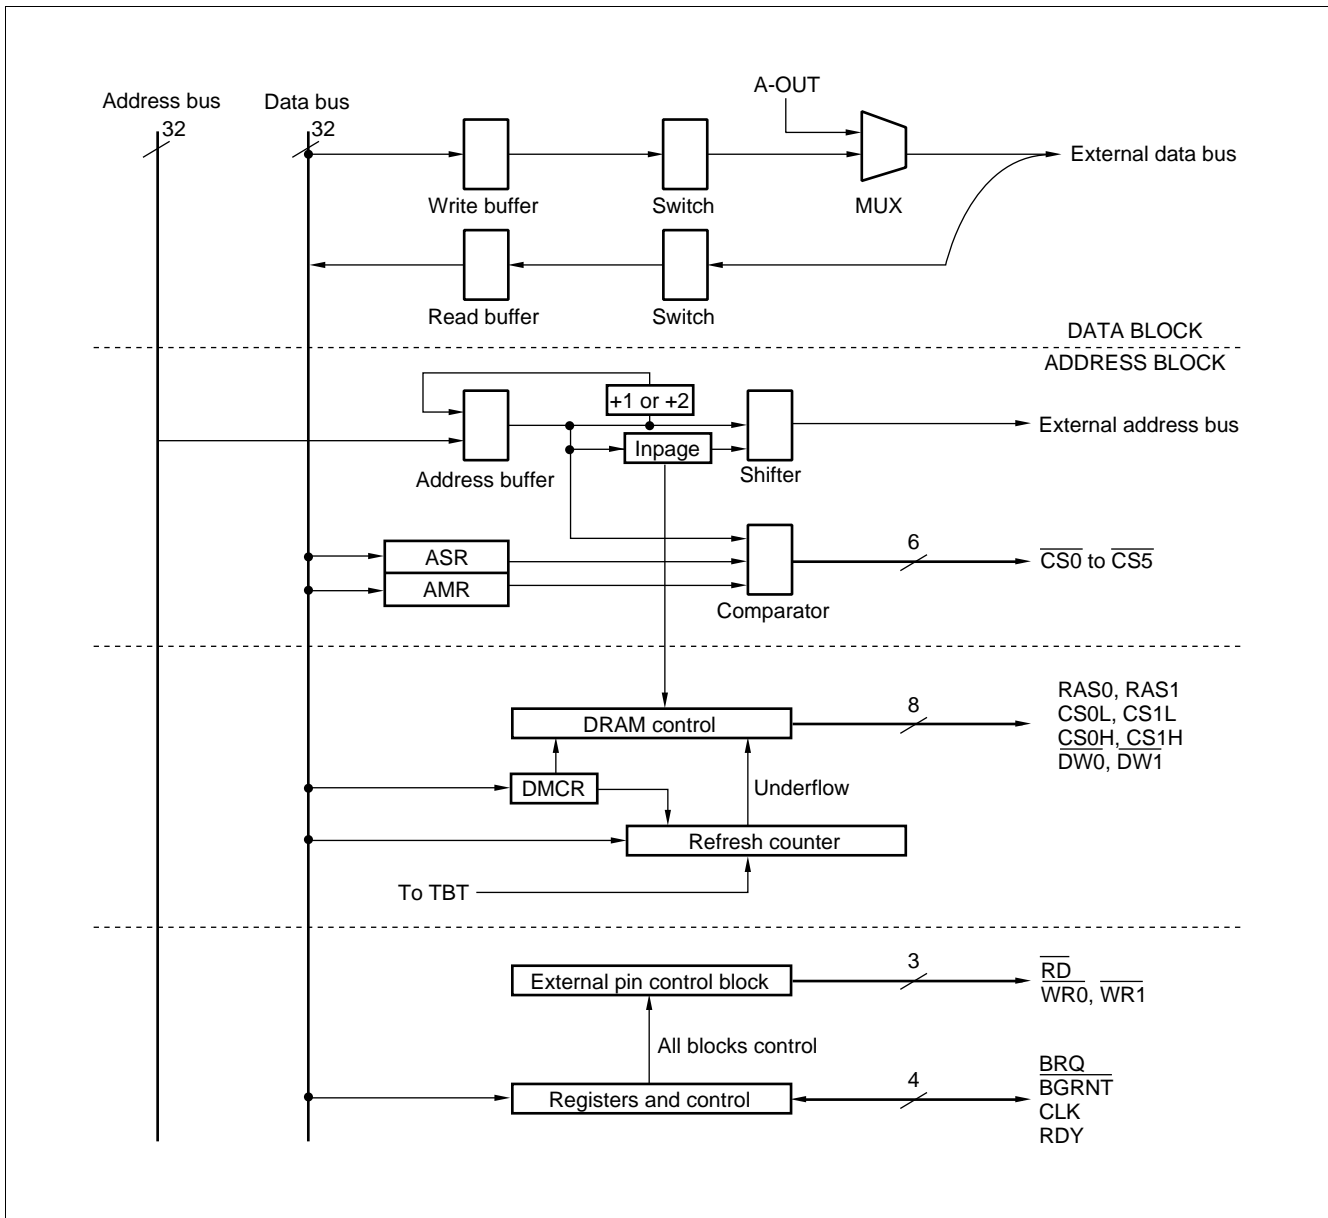 A-OUT
Address bus
Data bus
32
32
External data bus
Write buffer
Switch
MUX
Read buffer
Switch
DATA BLOCK
ADDRESS BLOCK
+1 or +2
External address bus
Inpage
Address buffer
Shifter
6
ASR
CS0 to CS5
AMR
Comparator
RAS0, RAS1
8
CS0L, CS1L
DRAM control
CS0H, CS1H
DW0, DW1
DMCR
Underflow
Refresh counter
To TBT
3
RD
External pin control block
WR0, WR1
All blocks control
BRQ
4
BGRNT
Registers and control
CLK
RDY